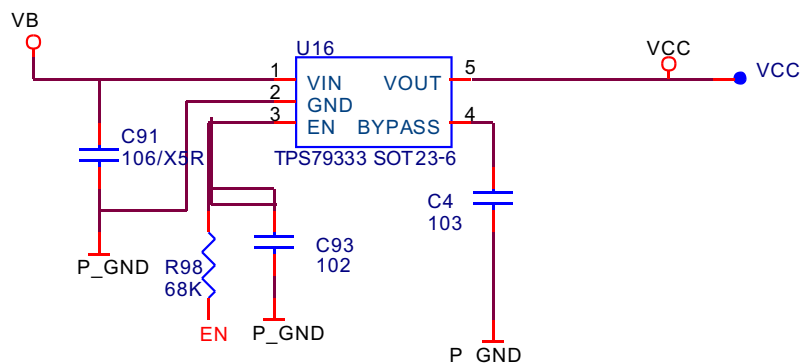 VB
U16
VCC
1
VIN
VOUT
5
VCC
2
GND
3
EN
BYPASS
4
C91
106/X5R
TPS79333 SOT23-6
C4
103
P_GND
R98
68K
C93
102
EN
P_GND
P_GND